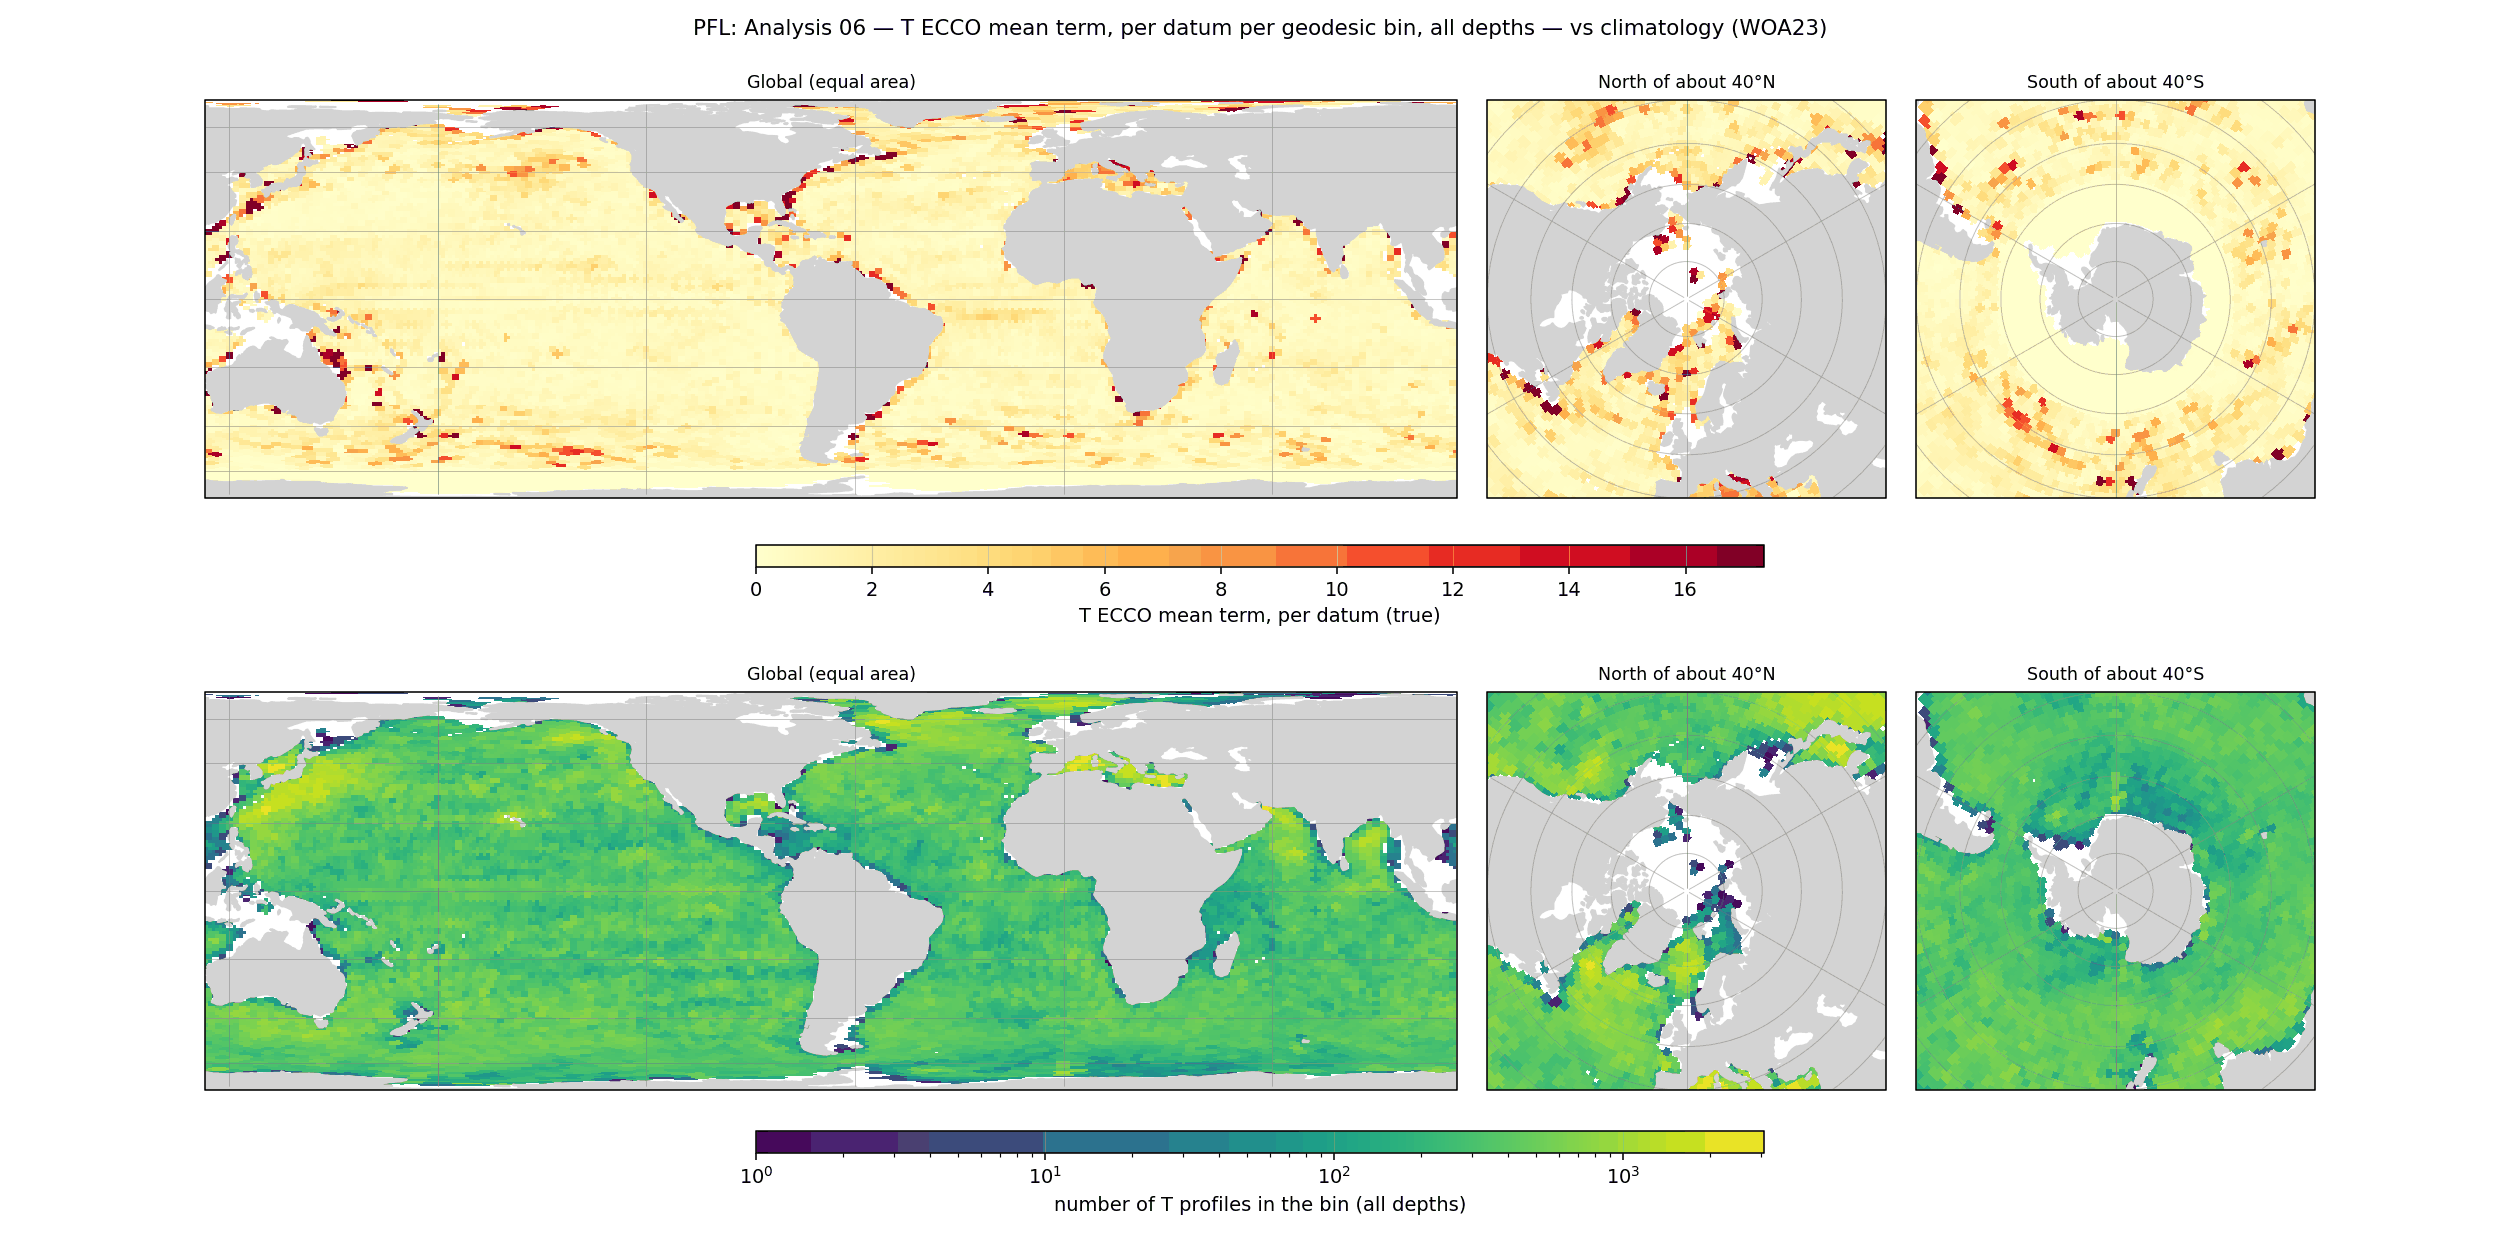 PFL: Analysis 06 — T ECCO mean term, per datum per geodesic bin, all depths — vs climatology (WOA23)
Global (equal area)
North of about 40°N
South of about 40°S
0 2 4 6 8 10 12 14 16
T ECCO mean term, per datum (true)
Global (equal area)
North of about 40°N
South of about 40°S
10⁰ 10¹ 10² 10³
number of T profiles in the bin (all depths)